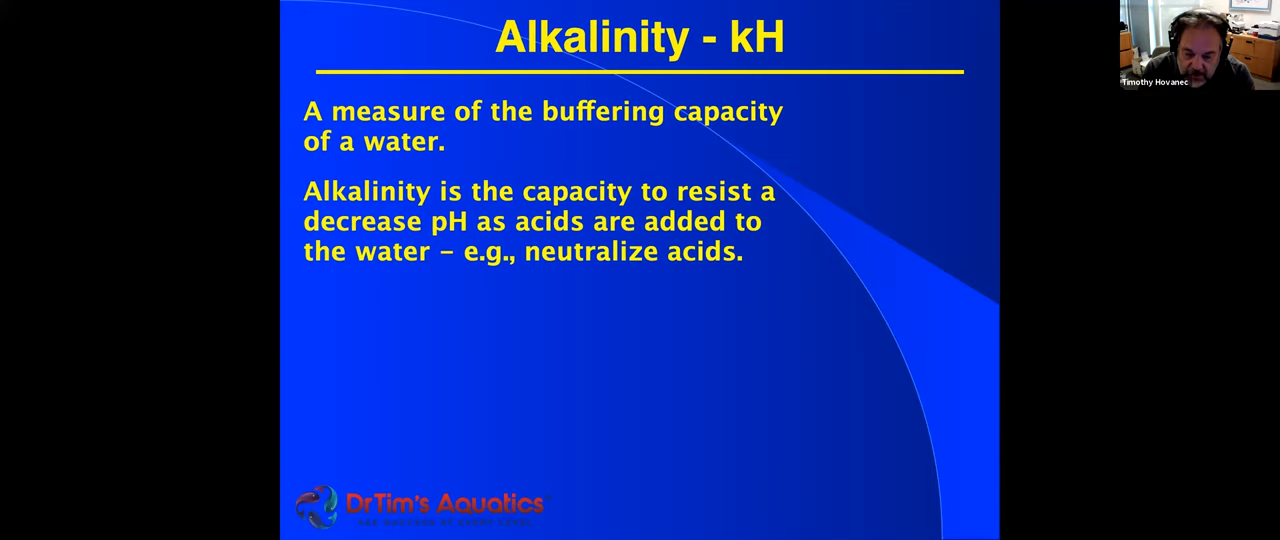 Alkalinity - kH
A measure of the buffering capacity
of a water.
Alkalinity is the capacity to resist a
decrease pH as acids are added to
the water – e.g., neutralize acids.
DrTim's Aquatics
Timothy Hovanec